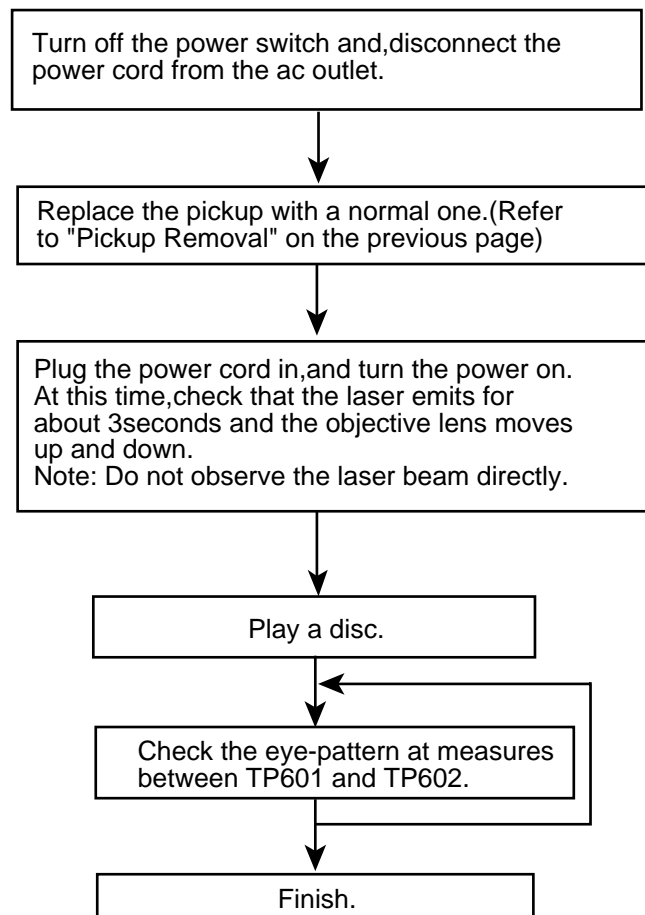 Turn off the power switch and,disconnect the
power cord from the ac outlet.
Replace the pickup with a normal one.(Refer
to "Pickup Removal" on the previous page)
Plug the power cord in,and turn the power on.
At this time,check that the laser emits for
about 3seconds and the objective lens moves
up and down.
Note: Do not observe the laser beam directly.
Play a disc.
Check the eye-pattern at measures
between TP601 and TP602.
Finish.